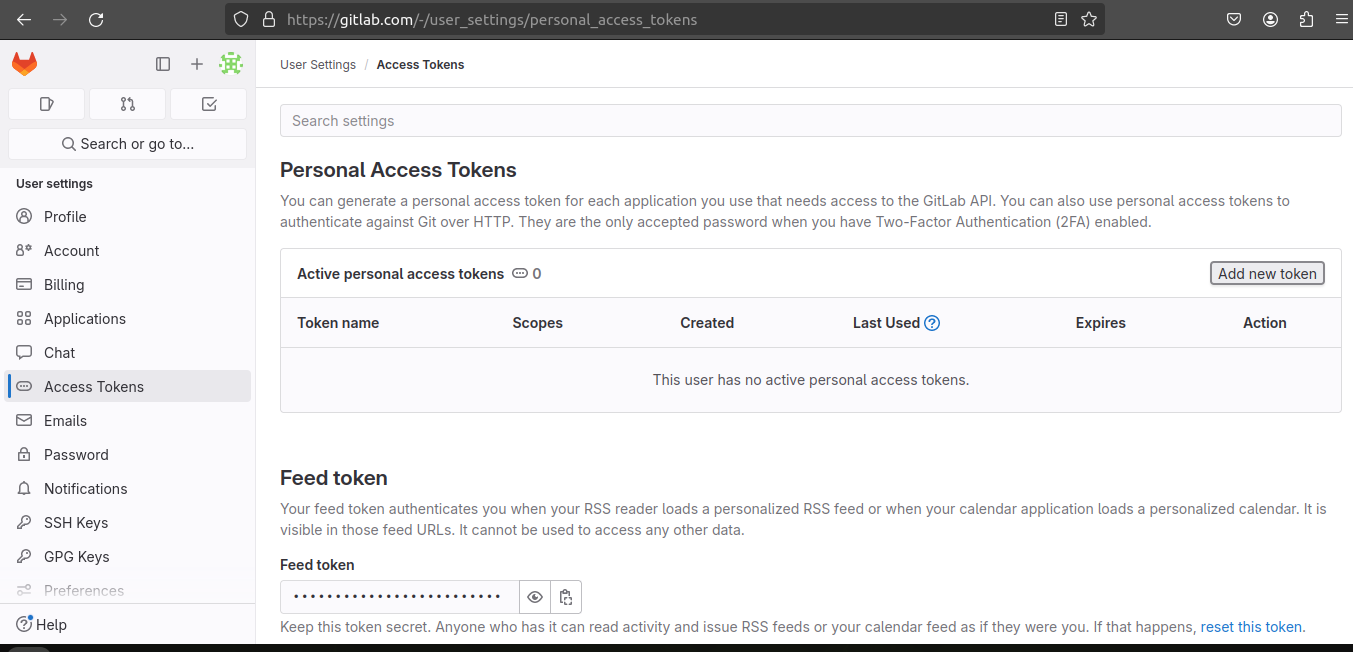 https://gitlab.com/-/user_settings/personal_access_tokens
User Settings / Access Tokens
Search or go to...
User settings
Profile
Account
Billing
Applications
Chat
Access Tokens
Emails
Password
Notifications
SSH Keys
GPG Keys
Preferences
Help
Search settings
Personal Access Tokens
You can generate a personal access token for each application you use that needs access to the GitLab API. You can also use personal access tokens to
authenticate against Git over HTTP. They are the only accepted password when you have Two-Factor Authentication (2FA) enabled.
Active personal access tokens 0
Add new token
Token name Scopes Created Last Used Expires Action
This user has no active personal access tokens.
Feed token
Your feed token authenticates you when your RSS reader loads a personalized RSS feed or when your calendar application loads a personalized calendar. It is
visible in those feed URLs. It cannot be used to access any other data.
Feed token
•••••••••••••••••••••••••
Keep this token secret. Anyone who has it can read activity and issue RSS feeds or your calendar feed as if they were you. If that happens, reset this token.